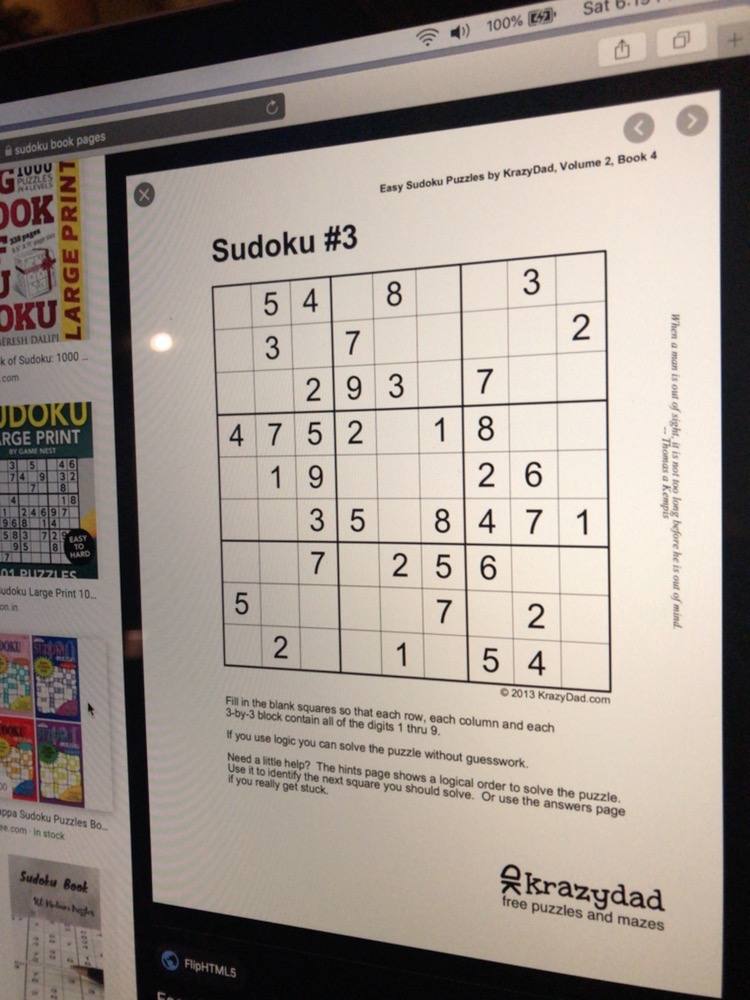 100%
Sat 6:15
sudoku book pages
1000
PUZZLES
OOK
LARGE PRINT
OKU
k of Sudoku: 1000 ...
.com
UDOKU
ARGE PRINT
BY GAME NEST
EASY
TO
HARD
01 PUZZLES
udoku Large Print 10...
on.in
appa Sudoku Puzzles Bo...
ee.com · In stock
Sudoku Book
Easy Sudoku Puzzles by KrazyDad, Volume 2, Book 4
Sudoku #3
5 4 8 3
3 7 2
2 9 3 7
4 7 5 2 1 8
1 9 2 6
3 5 8 4 7 1
7 2 5 6
5 7 2
2 1 5 4
When a man is out of sight, it is not too long before he is out of mind.
-- Thomas a Kempis
© 2013 KrazyDad.com
Fill in the blank squares so that each row, each column and each
3-by-3 block contain all of the digits 1 thru 9.
If you use logic you can solve the puzzle without guesswork.
Need a little help? The hints page shows a logical order to solve the puzzle.
Use it to identify the next square you should solve. Or use the answers page
if you really get stuck.
KD krazydad
free puzzles and mazes
FlipHTML5